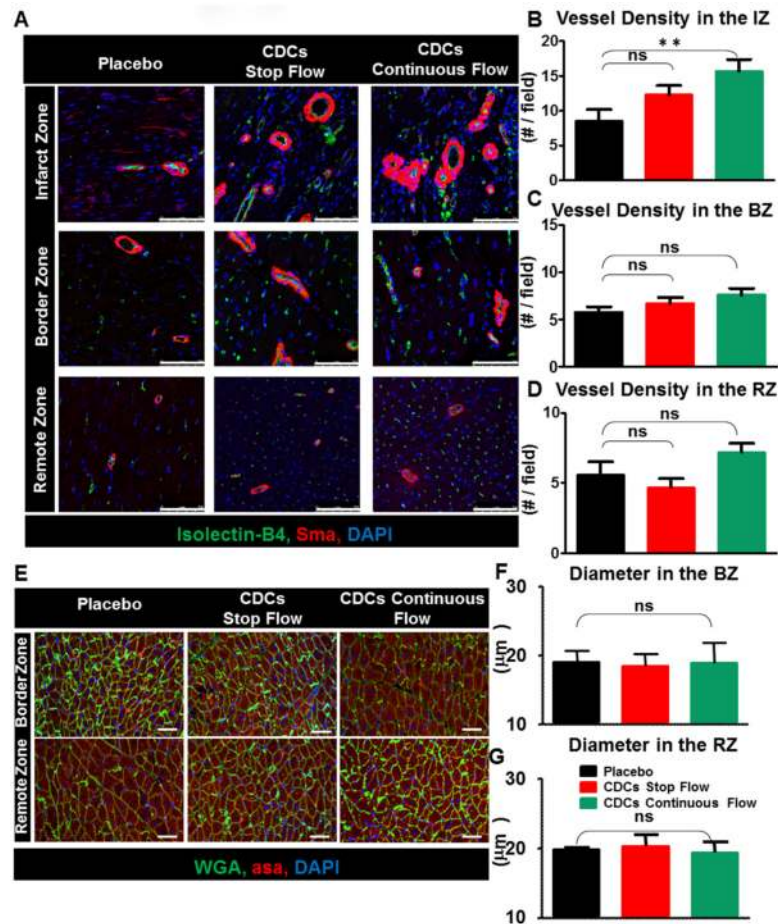 A
Placebo
CDCs
Stop Flow
CDCs
Continuous Flow
Infarct Zone
Border Zone
Remote Zone
Isolectin-B4, Sma, DAPI
B
Vessel Density in the IZ
(# / field)
20
15
10
5
0
ns
**
C
Vessel Density in the BZ
(# / field)
15
10
5
0
ns
ns
D
Vessel Density in the RZ
(# / field)
10
5
0
ns
ns
E
Placebo
CDCs
Stop Flow
CDCs Continuous
Flow
Border Zone
Remote Zone
WGA, asa, DAPI
F
Diameter in the BZ
(µm)
30
20
10
ns
G
Diameter in the RZ
(µm)
30
20
10
Placebo
CDCs Stop Flow
CDCs Continuous Flow
ns